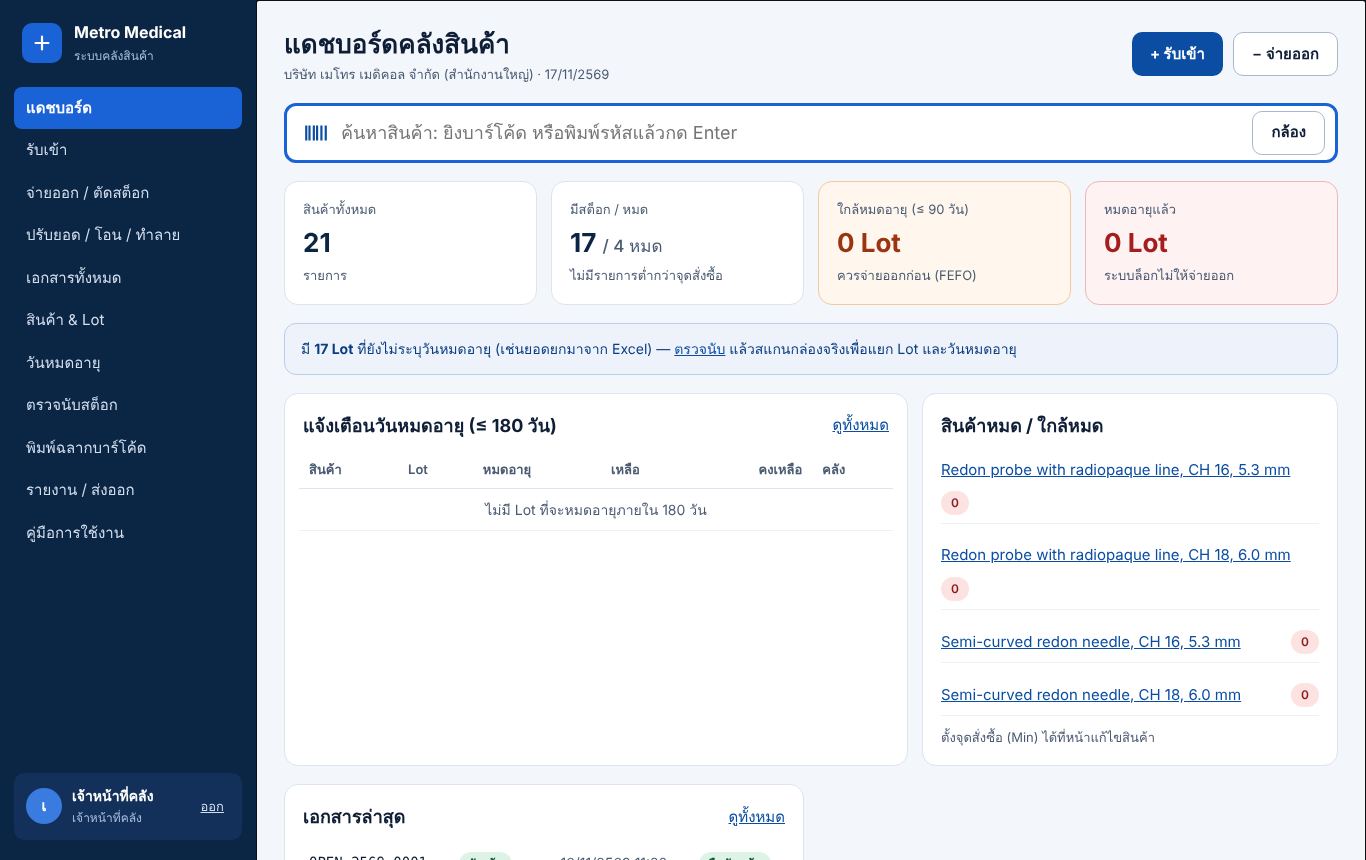 Metro Medical
ระบบคลังสินค้า
แดชบอร์ด
รับเข้า
จ่ายออก / ตัดสต็อก
ปรับยอด / โอน / ทำลาย
เอกสารทั้งหมด
สินค้า & Lot
วันหมดอายุ
ตรวจนับสต็อก
พิมพ์ฉลากบาร์โค้ด
รายงาน / ส่งออก
คู่มือการใช้งาน
เ
เจ้าหน้าที่คลัง
เจ้าหน้าที่คลัง
ออก
แดชบอร์ดคลังสินค้า
บริษัท เมโทร เมดิคอล จำกัด (สำนักงานใหญ่) · 17/11/2569
+ รับเข้า
− จ่ายออก
ค้นหาสินค้า: ยิงบาร์โค้ด หรือพิมพ์รหัสแล้วกด Enter
กล้อง
สินค้าทั้งหมด
21
รายการ
มีสต็อก / หมด
17 / 4 หมด
ไม่มีรายการต่ำกว่าจุดสั่งซื้อ
ใกล้หมดอายุ (≤ 90 วัน)
0 Lot
ควรจ่ายออกก่อน (FEFO)
หมดอายุแล้ว
0 Lot
ระบบล็อกไม่ให้จ่ายออก
มี 17 Lot ที่ยังไม่ระบุวันหมดอายุ (เช่นยอดยกมาจาก Excel) — ตรวจนับ แล้วสแกนกล่องจริงเพื่อแยก Lot และวันหมดอายุ
แจ้งเตือนวันหมดอายุ (≤ 180 วัน)
ดูทั้งหมด
สินค้า Lot หมดอายุ เหลือ คงเหลือ คลัง
ไม่มี Lot ที่จะหมดอายุภายใน 180 วัน
สินค้าหมด / ใกล้หมด
Redon probe with radiopaque line, CH 16, 5.3 mm
0
Redon probe with radiopaque line, CH 18, 6.0 mm
0
Semi-curved redon needle, CH 16, 5.3 mm 0
Semi-curved redon needle, CH 18, 6.0 mm 0
ตั้งจุดสั่งซื้อ (Min) ได้ที่หน้าแก้ไขสินค้า
เอกสารล่าสุด
ดูทั้งหมด